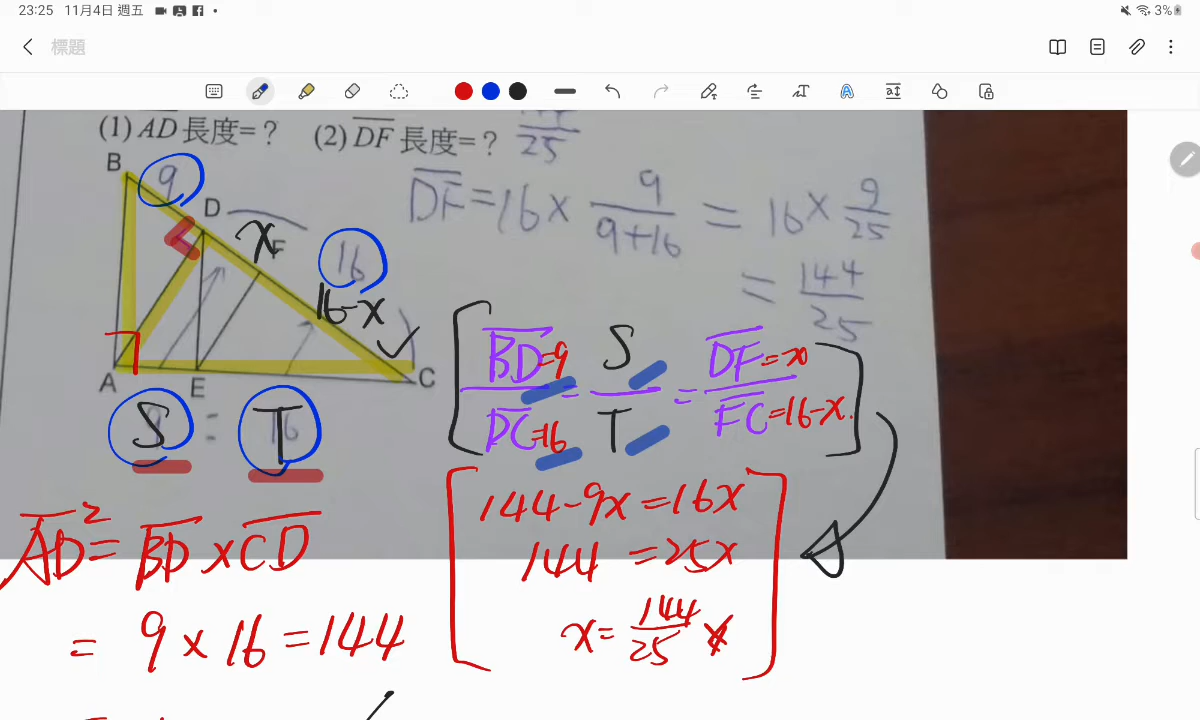 23:25 11月4日 週五
3%
標題
(1) AD 長度=? (2) DF 長度=?
25
B
9
D
x
F
16
16-x
A
E
C
S : T
DF=16× 9/(9+16) = 16× 9/25
= 144/25
BD=9/DC=16 = S/T = DF=x/FC=16-x
144-9x=16x
144=25x
x=144/25
AD²=BD×CD
=9×16=144